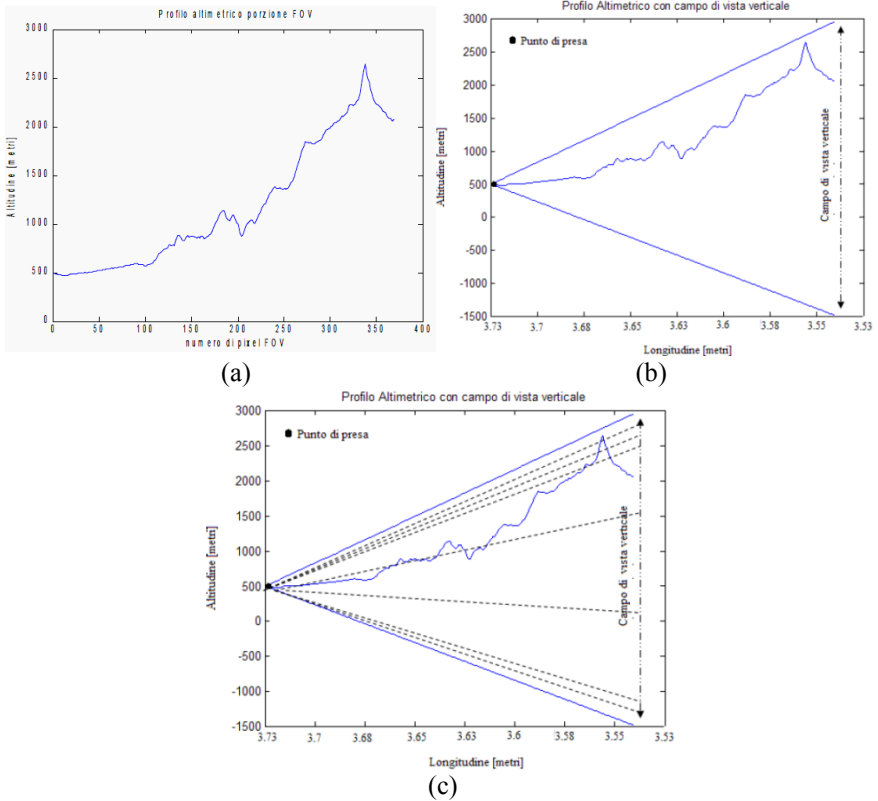 Profilo altimetrico porzione FOV
3000
2500
2000
1500
1000
500
0
Altitudine [metri]
0 50 100 150 200 250 300 350 400
numero di pixel FOV
(a)
Profilo Altimetrico con campo di vista verticale
Punto di presa
3000
2500
2000
1500
1000
500
0
-500
-1000
-1500
Altitudine [metri]
Campo di vista verticale
3.73 3.7 3.68 3.65 3.63 3.6 3.58 3.55 3.53
Longitudine [metri]
(b)
Profilo Altimetrico con campo di vista verticale
Punto di presa
3000
2500
2000
1500
1000
500
0
-500
-1000
-1500
Altitudine [metri]
Campo di vista verticale
3.73 3.7 3.68 3.65 3.63 3.6 3.58 3.55 3.53
Longitudine [metri]
(c)